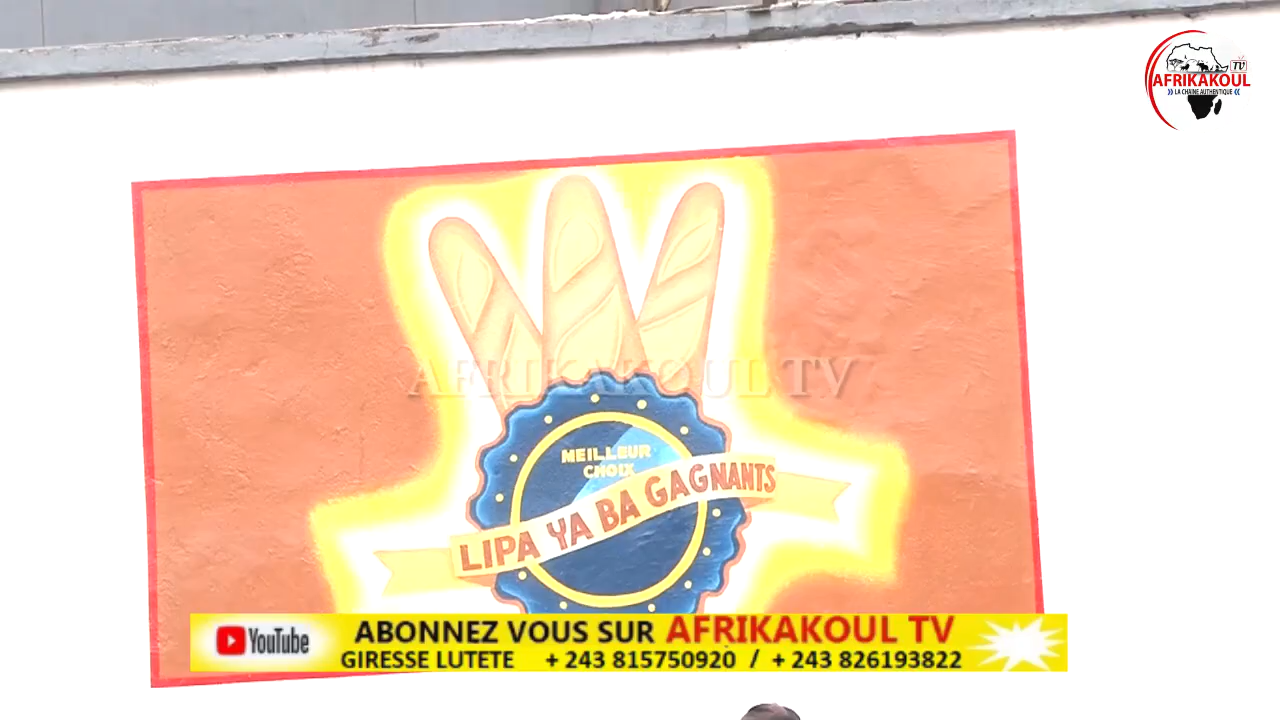 TV
AFRIKAKOUL
» LA CHAINE AUTHENTIQUE «
AFRIKAKOUL TV
MEILLEUR
CHOIX
LIPA YA BA GAGNANTS
YouTube
ABONNEZ VOUS SUR AFRIKAKOUL TV
GIRESSE LUTETE + 243 815750920 / + 243 826193822